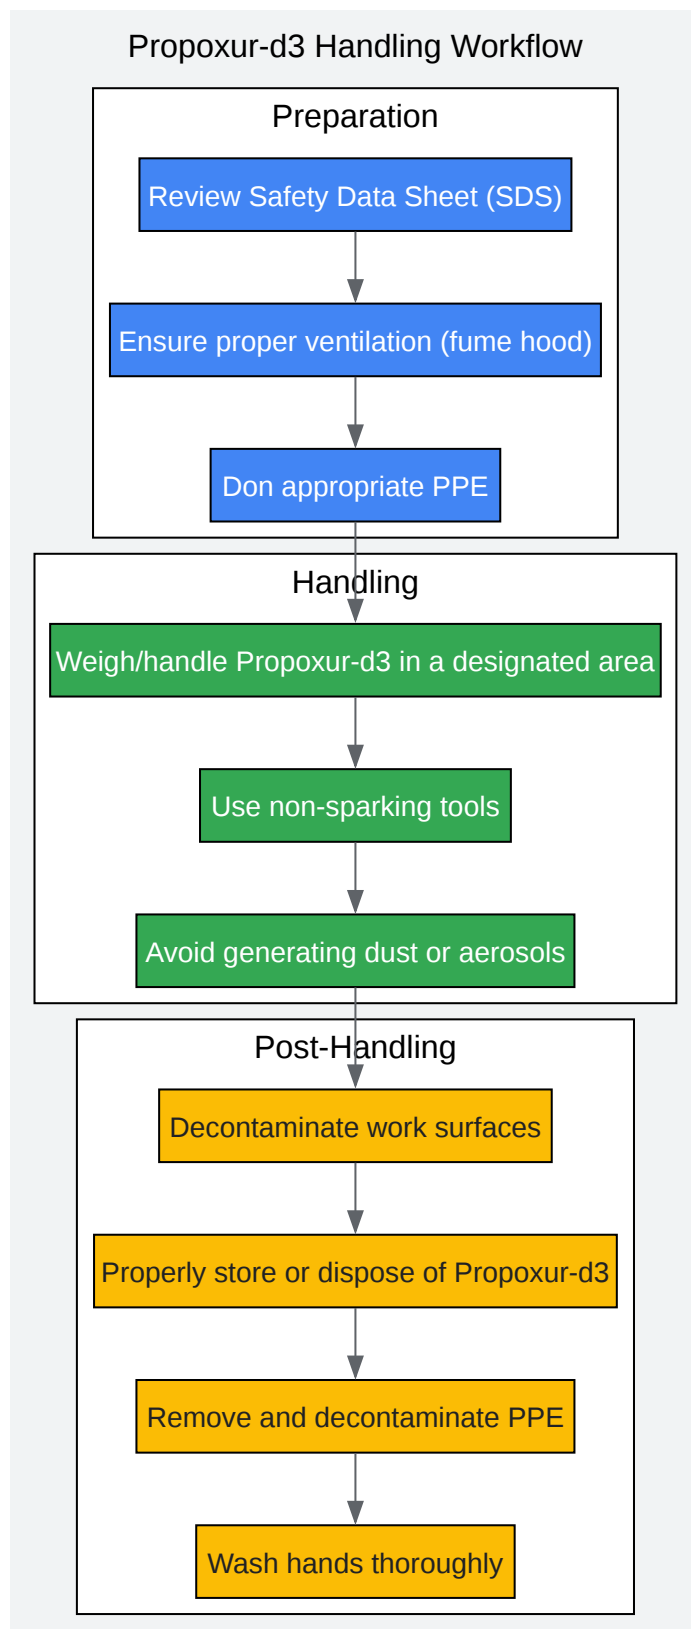 Propoxur-d3 Handling Workflow
Preparation
Review Safety Data Sheet (SDS)
Ensure proper ventilation (fume hood)
Don appropriate PPE
Handling
Weigh/handle Propoxur-d3 in a designated area
Use non-sparking tools
Avoid generating dust or aerosols
Post-Handling
Decontaminate work surfaces
Properly store or dispose of Propoxur-d3
Remove and decontaminate PPE
Wash hands thoroughly